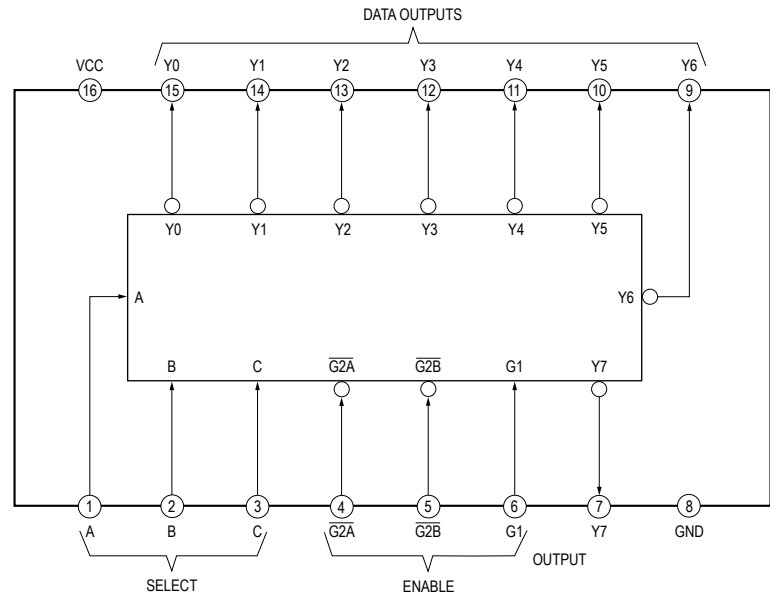 DATA OUTPUTS
VCC Y0 Y1 Y2 Y3 Y4 Y5 Y6
16 15 14 13 12 11 10 9
Y0 Y1 Y2 Y3 Y4 Y5
A Y6
B C G2A G2B G1 Y7
1 2 3 4 5 6 7 8
A B C G2A G2B G1 Y7 GND
SELECT ENABLE OUTPUT